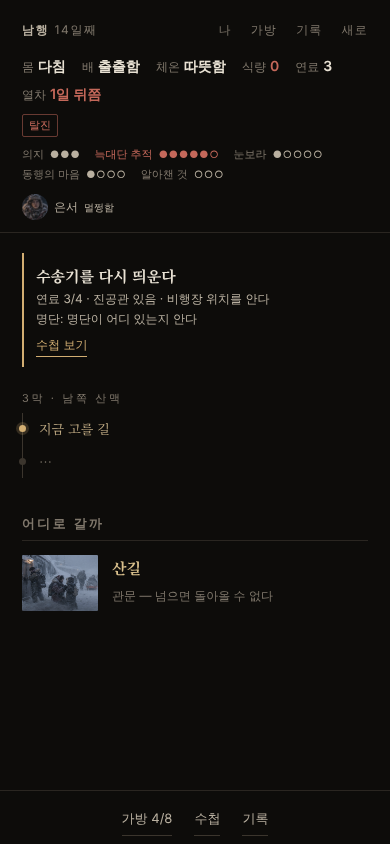 남행 14일째 나 가방 기록 새로
몸 다침 배 출출함 체온 따뜻함 식량 0 연료 3
열차 1일 뒤쯤
탈진
의지 ●●● 늑대단 추적 ●●●●●○ 눈보라 ●○○○○
동행의 마음 ●○○○ 알아챈 것 ○○○
은서 멀쩡함
수송기를 다시 띄운다
연료 3/4 · 진공관 있음 · 비행장 위치를 안다
명단: 명단이 어디 있는지 안다
수첩 보기
3막 · 남쪽 산맥
지금 고를 길
...
어디로 갈까
산길
관문 — 넘으면 돌아올 수 없다
가방 4/8 수첩 기록